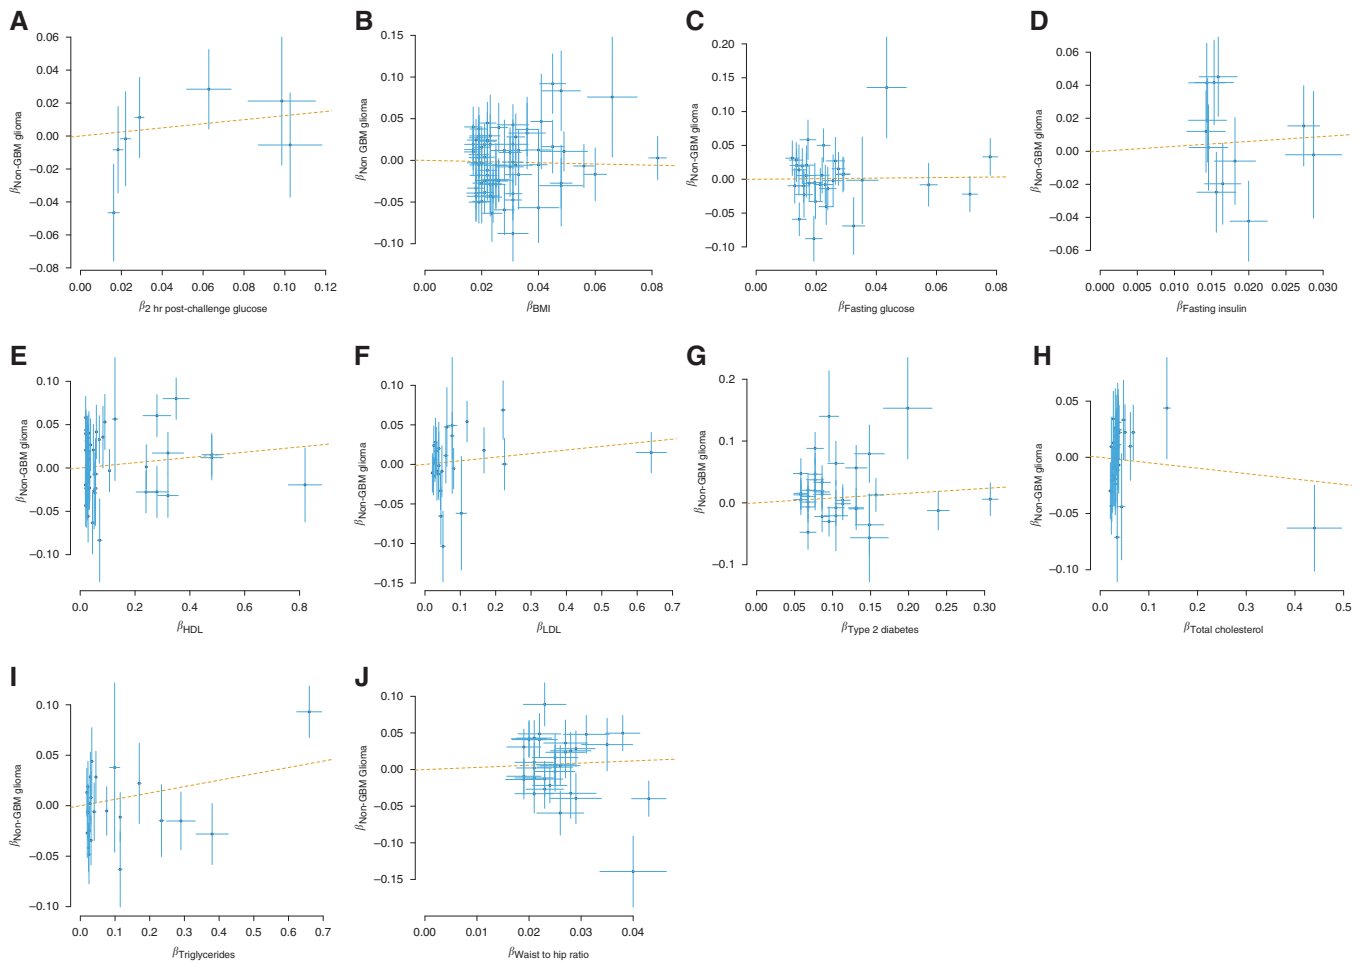 A
B
C
D
0.06
0.04
0.02
0.00
−0.02
−0.04
−0.06
−0.08
βNon-GBM glioma
0.00 0.02 0.04 0.06 0.08 0.10 0.12
β2 hr post-challenge glucose
0.15
0.10
0.05
0.00
−0.05
−0.10
βNon GBM glioma
0.00 0.02 0.04 0.06 0.08
βBMI
0.20
0.15
0.10
0.05
0.00
−0.05
−0.10
βNon-GBM glioma
0.00 0.02 0.04 0.06 0.08
βFasting glucose
0.06
0.04
0.02
0.00
−0.02
−0.04
−0.06
βNon-GBM glioma
0.000 0.005 0.010 0.015 0.020 0.025 0.030
βFasting insulin
E
F
G
H
0.10
0.05
0.00
−0.05
−0.10
βNon-GBM glioma
0.0 0.2 0.4 0.6 0.8
βHDL
0.10
0.05
0.00
−0.05
−0.10
−0.15
βNon-GBM glioma
0.0 0.1 0.2 0.3 0.4 0.5 0.6 0.7
βLDL
0.2
0.1
0.0
−0.1
βNon-GBM glioma
0.00 0.05 0.10 0.15 0.20 0.25 0.30
βType 2 diabetes
0.05
0.00
−0.05
−0.10
βNon-GBM glioma
0.0 0.1 0.2 0.3 0.4 0.5
βTotal cholesterol
I
J
0.10
0.05
0.00
−0.05
−0.10
βNon-GBM glioma
0.0 0.1 0.2 0.3 0.4 0.5 0.6 0.7
βTriglycerides
0.10
0.05
0.00
−0.05
−0.10
−0.15
βNon-GBM Glioma
0.00 0.01 0.02 0.03 0.04
βWaist to hip ratio